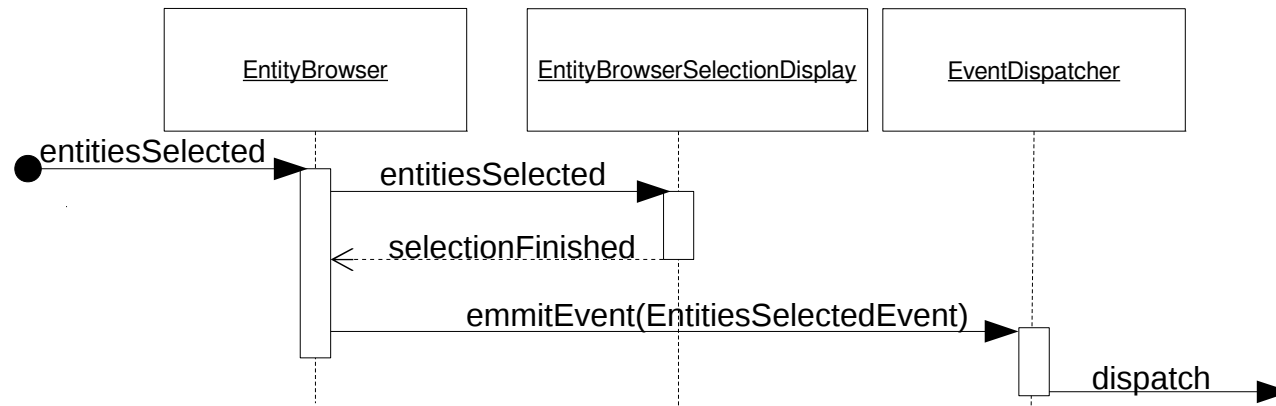 EntityBrowser
EntityBrowserSelectionDisplay
EventDispatcher
entitiesSelected
entitiesSelected
selectionFinished
emmitEvent(EntitiesSelectedEvent)
dispatch